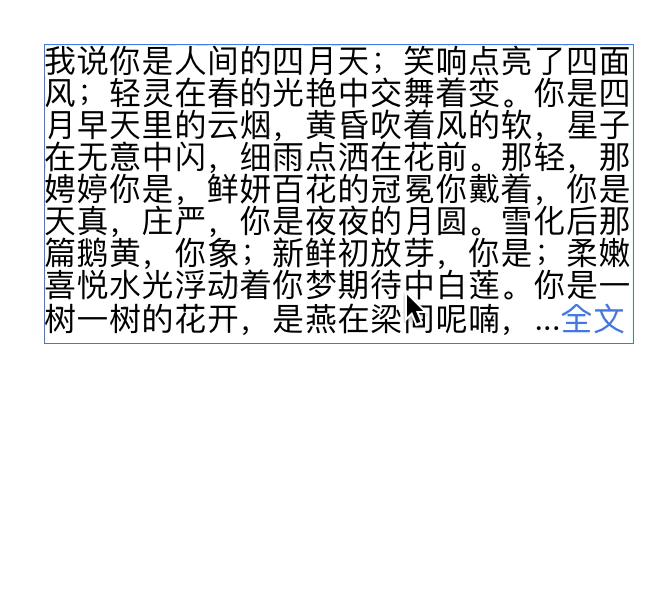 我说你是人间的四月天；笑响点亮了四面
风；轻灵在春的光艳中交舞着变。你是四
月早天里的云烟，黄昏吹着风的软，星子
在无意中闪，细雨点洒在花前。那轻，那
娉婷你是，鲜妍百花的冠冕你戴着，你是
天真，庄严，你是夜夜的月圆。雪化后那
篇鹅黄，你象；新鲜初放芽，你是；柔嫩
喜悦水光浮动着你梦期待中白莲。你是一
树一树的花开，是燕在梁间呢喃，...全文